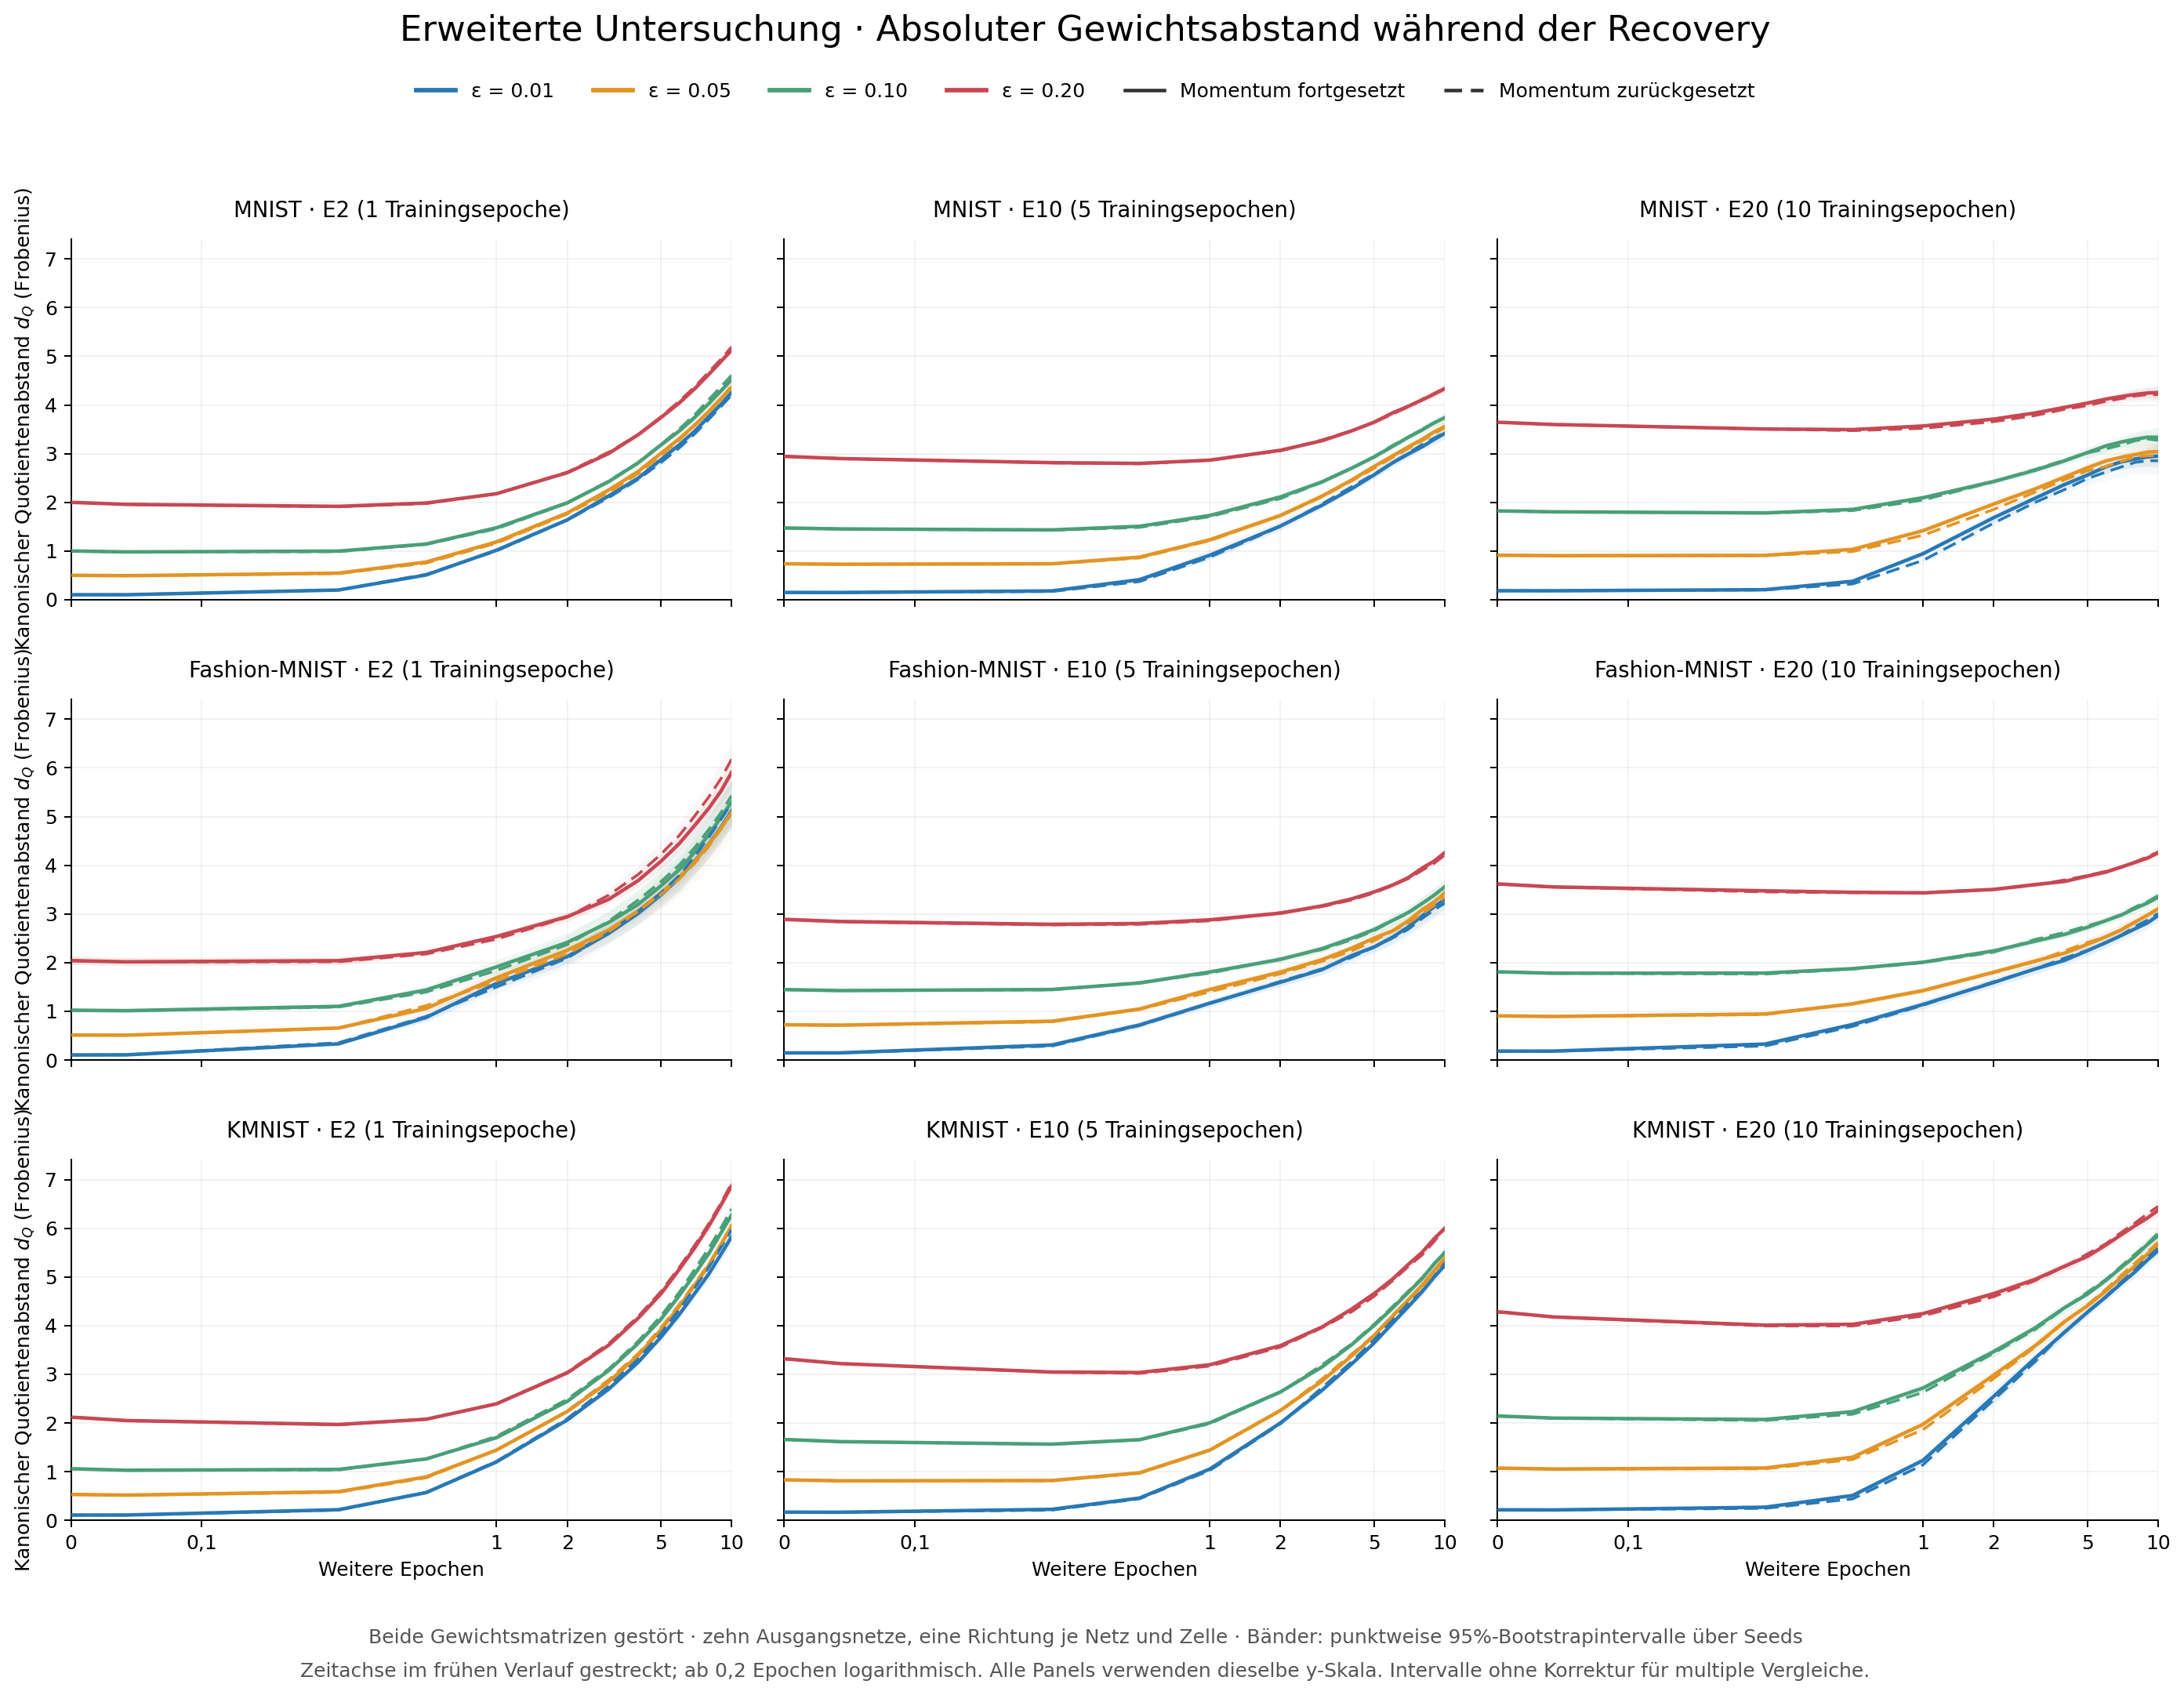 Erweiterte Untersuchung · Absoluter Gewichtsabstand während der Recovery
ε = 0.01 ε = 0.05 ε = 0.10 ε = 0.20 Momentum fortgesetzt Momentum zurückgesetzt
MNIST · E2 (1 Trainingsepoche) MNIST · E10 (5 Trainingsepochen) MNIST · E20 (10 Trainingsepochen)
Kanonischer Quotientenabstand d_Q (Frobenius)
7
6
5
4
3
2
1
0
Fashion-MNIST · E2 (1 Trainingsepoche) Fashion-MNIST · E10 (5 Trainingsepochen) Fashion-MNIST · E20 (10 Trainingsepochen)
Kanonischer Quotientenabstand d_Q (Frobenius)
7
6
5
4
3
2
1
0
KMNIST · E2 (1 Trainingsepoche) KMNIST · E10 (5 Trainingsepochen) KMNIST · E20 (10 Trainingsepochen)
Kanonischer Quotientenabstand d_Q (Frobenius)
7
6
5
4
3
2
1
0
0 0,1 1 2 5 10 0 0,1 1 2 5 10 0 0,1 1 2 5 10
Weitere Epochen Weitere Epochen Weitere Epochen
Beide Gewichtsmatrizen gestört · zehn Ausgangsnetze, eine Richtung je Netz und Zelle · Bänder: punktweise 95%-Bootstrapintervalle über Seeds
Zeitachse im frühen Verlauf gestreckt; ab 0,2 Epochen logarithmisch. Alle Panels verwenden dieselbe y-Skala. Intervalle ohne Korrektur für multiple Vergleiche.